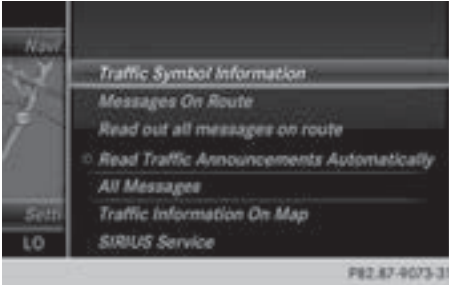 Navi
Traffic Symbol Information
Messages On Route
Read out all messages on route
Read Traffic Announcements Automatically
All Messages
Traffic Information On Map
SIRIUS Service
LO
P82.87-9073-31